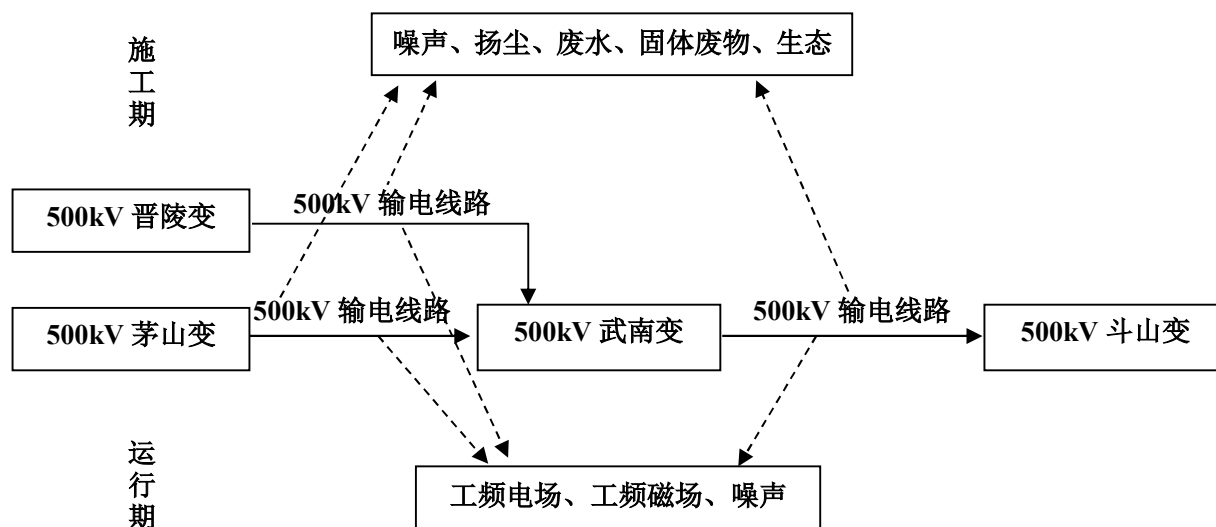 施工期
噪声、扬尘、废水、固体废物、生态
500kV 晋陵变
500kV 输电线路
500kV 茅山变
500kV 输电线路
500kV 武南变
500kV 输电线路
500kV 斗山变
运行期
工频电场、工频磁场、噪声